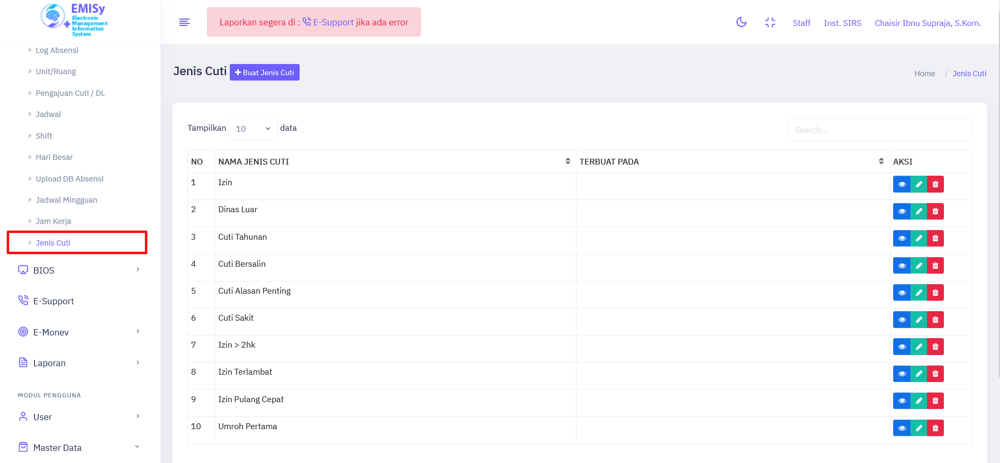 EMISy
Electronic
Management
Information
System
Laporkan segera di : E-Support jika ada error
Staff
Inst. SIRS
Chaisir Ibnu Supraja, S.Kom.
Log Absensi
Unit/Ruang
Pengajuan Cuti / DL
Jadwal
Shift
Hari Besar
Upload DB Absensi
Jadwal Mingguan
Jam Kerja
Jenis Cuti
BIOS
E-Support
E-Monev
Laporan
MODUL PENGGUNA
User
Master Data
Jenis Cuti
+ Buat Jenis Cuti
Home / Jenis Cuti
Tampilkan 10 data
Search...
NO NAMA JENIS CUTI TERBUAT PADA AKSI
1 Izin
2 Dinas Luar
3 Cuti Tahunan
4 Cuti Bersalin
5 Cuti Alasan Penting
6 Cuti Sakit
7 Izin > 2hk
8 Izin Terlambat
9 Izin Pulang Cepat
10 Umroh Pertama